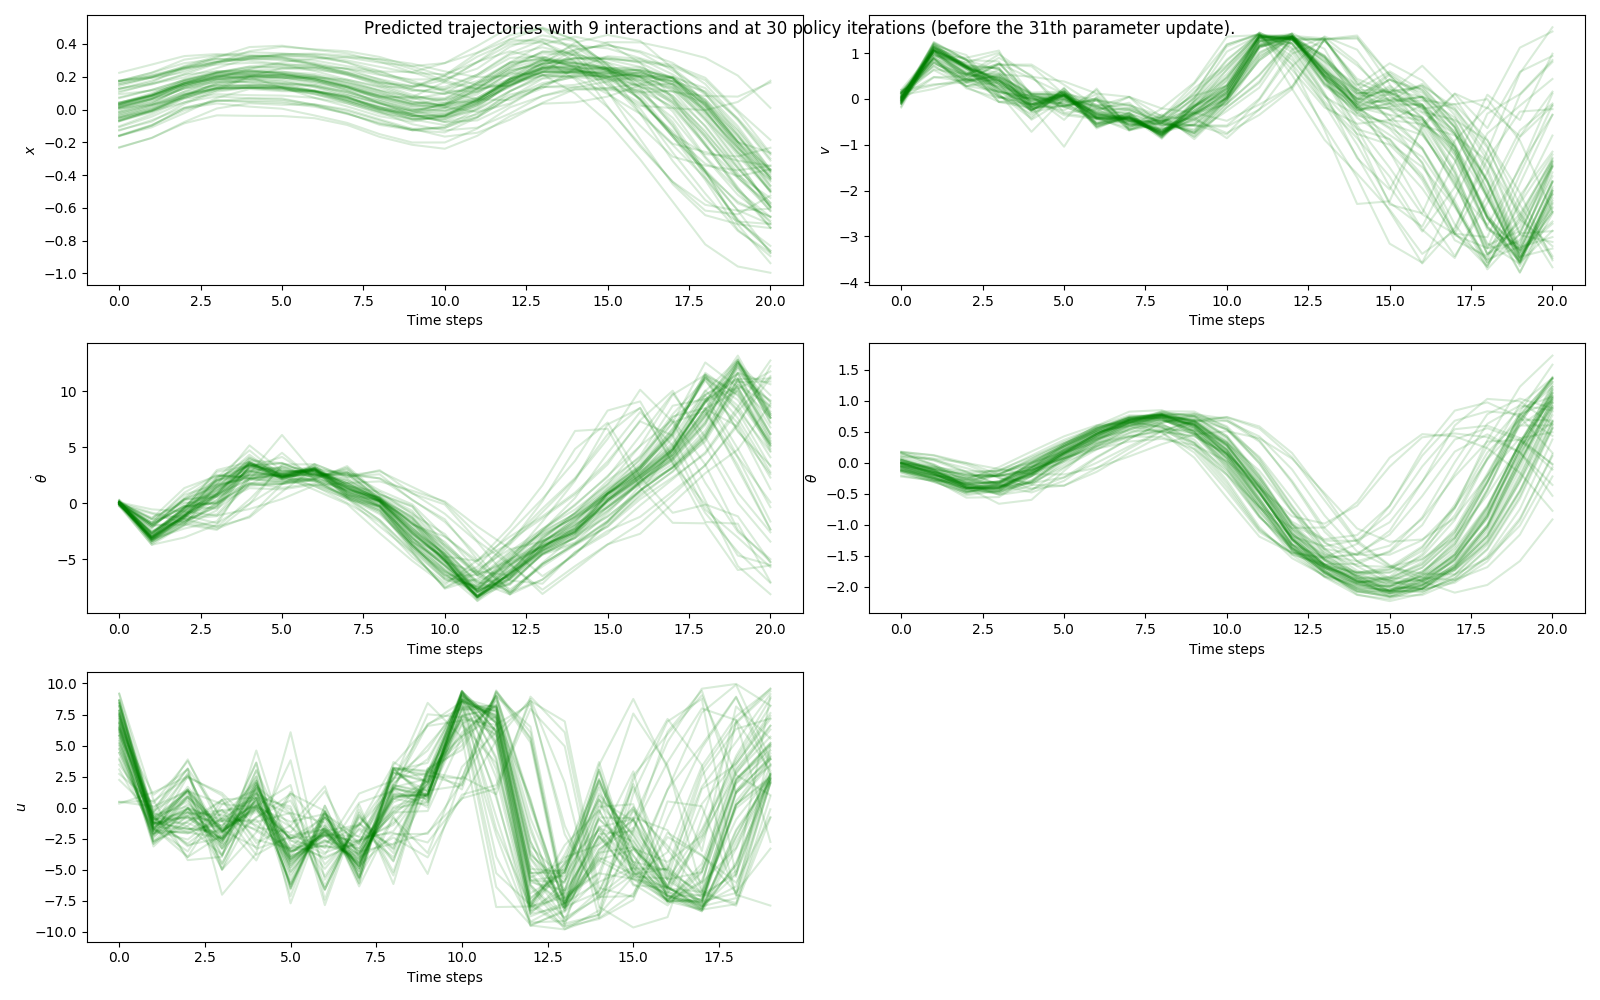 Predicted trajectories with 9 interactions and at 30 policy iterations (before the 31th parameter update).
0.4
0.2
0.0
−0.2
−0.4
−0.6
−0.8
−1.0
x
0.0 2.5 5.0 7.5 10.0 12.5 15.0 17.5 20.0
Time steps
1
0
−1
−2
−3
−4
v
0.0 2.5 5.0 7.5 10.0 12.5 15.0 17.5 20.0
Time steps
10
5
0
−5
θ̇
0.0 2.5 5.0 7.5 10.0 12.5 15.0 17.5 20.0
Time steps
1.5
1.0
0.5
0.0
−0.5
−1.0
−1.5
−2.0
θ
0.0 2.5 5.0 7.5 10.0 12.5 15.0 17.5 20.0
Time steps
10.0
7.5
5.0
2.5
0.0
−2.5
−5.0
−7.5
−10.0
u
0.0 2.5 5.0 7.5 10.0 12.5 15.0 17.5
Time steps